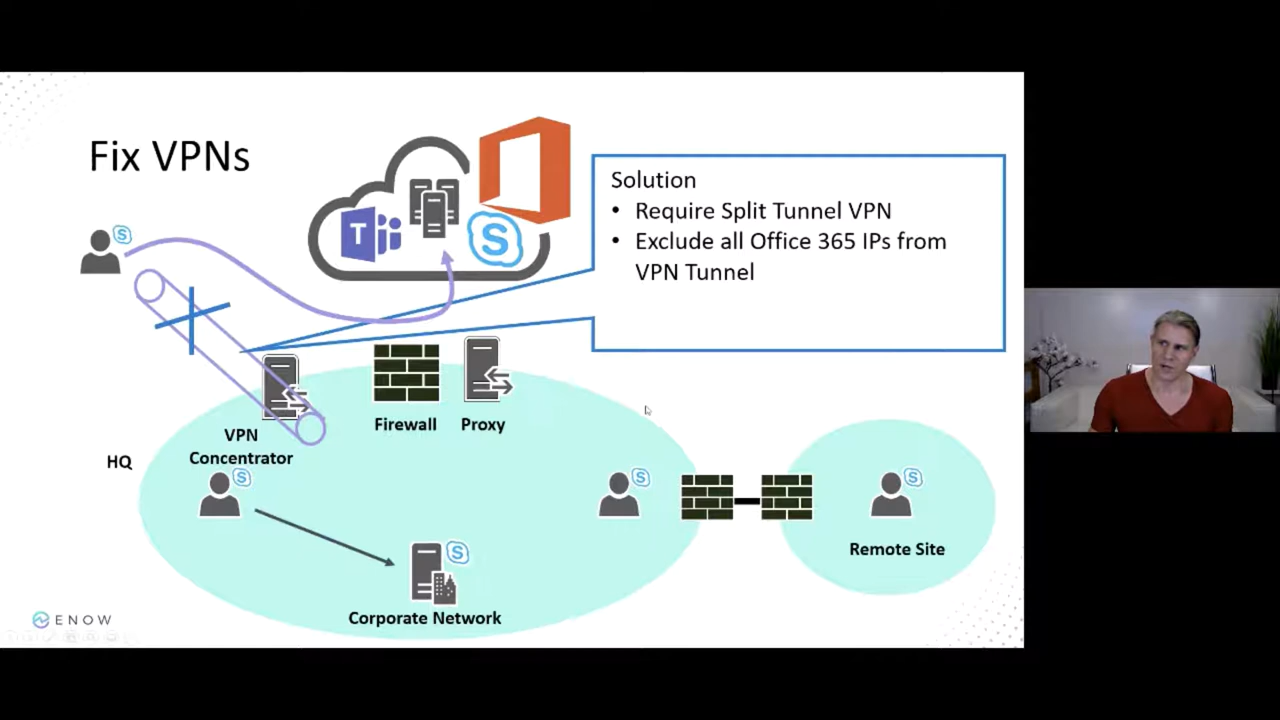 Fix VPNs
Solution
• Require Split Tunnel VPN
• Exclude all Office 365 IPs from
VPN Tunnel
T
S
S
Firewall
Proxy
VPN
Concentrator
HQ
S
S
S
Remote Site
S
Corporate Network
ENOW